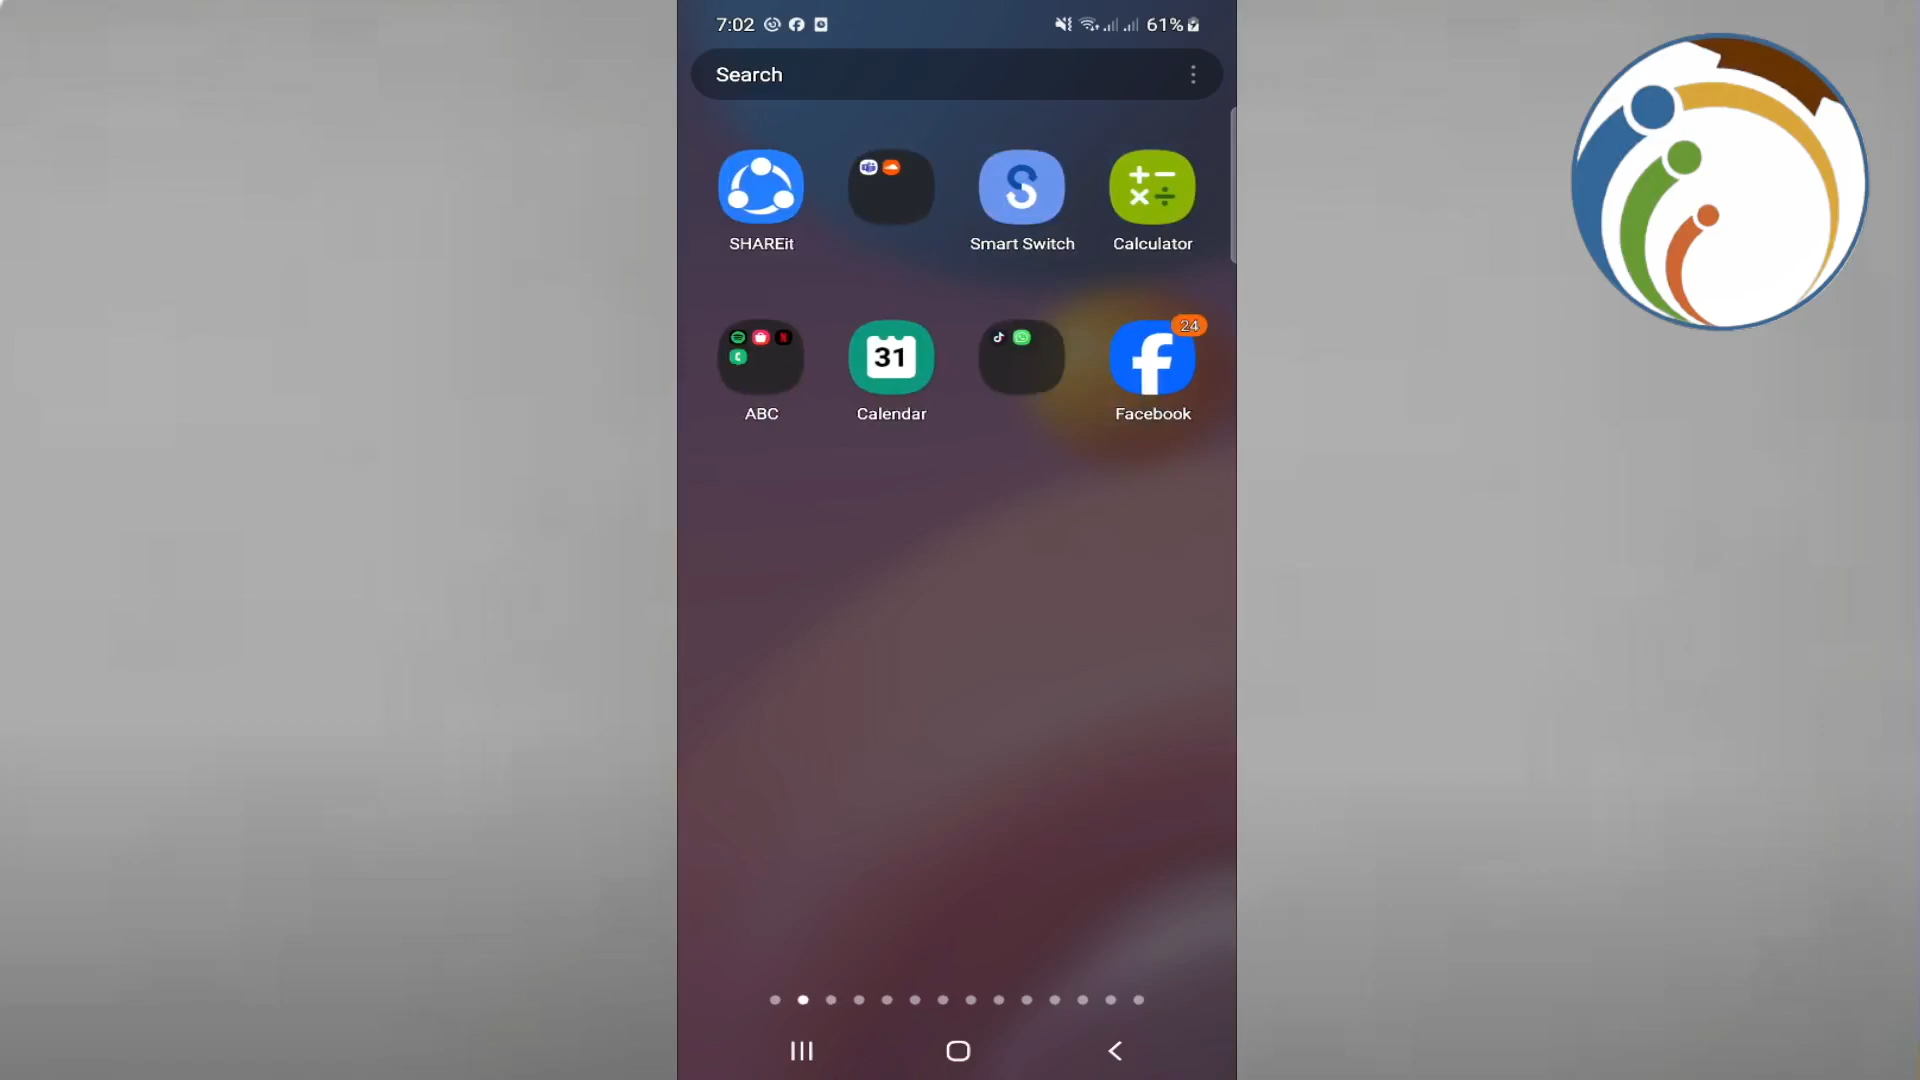 7:02
61%
Search
SHAREit
Smart Switch
Calculator
24
31
ABC
Calendar
Facebook